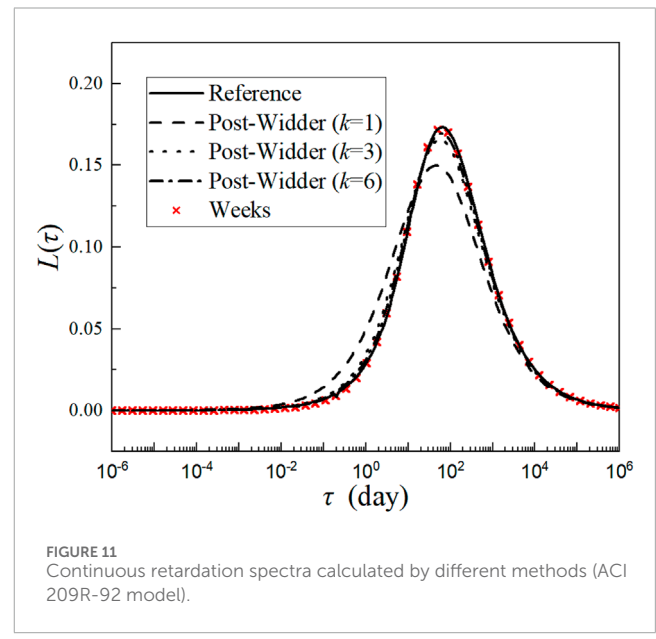 0.20
0.15
0.10
0.05
0.00
L(τ)
Reference
Post-Widder (k=1)
Post-Widder (k=3)
Post-Widder (k=6)
Weeks
10⁻⁶ 10⁻⁴ 10⁻² 10⁰ 10² 10⁴ 10⁶
τ (day)
FIGURE 11
Continuous retardation spectra calculated by different methods (ACI
209R-92 model).